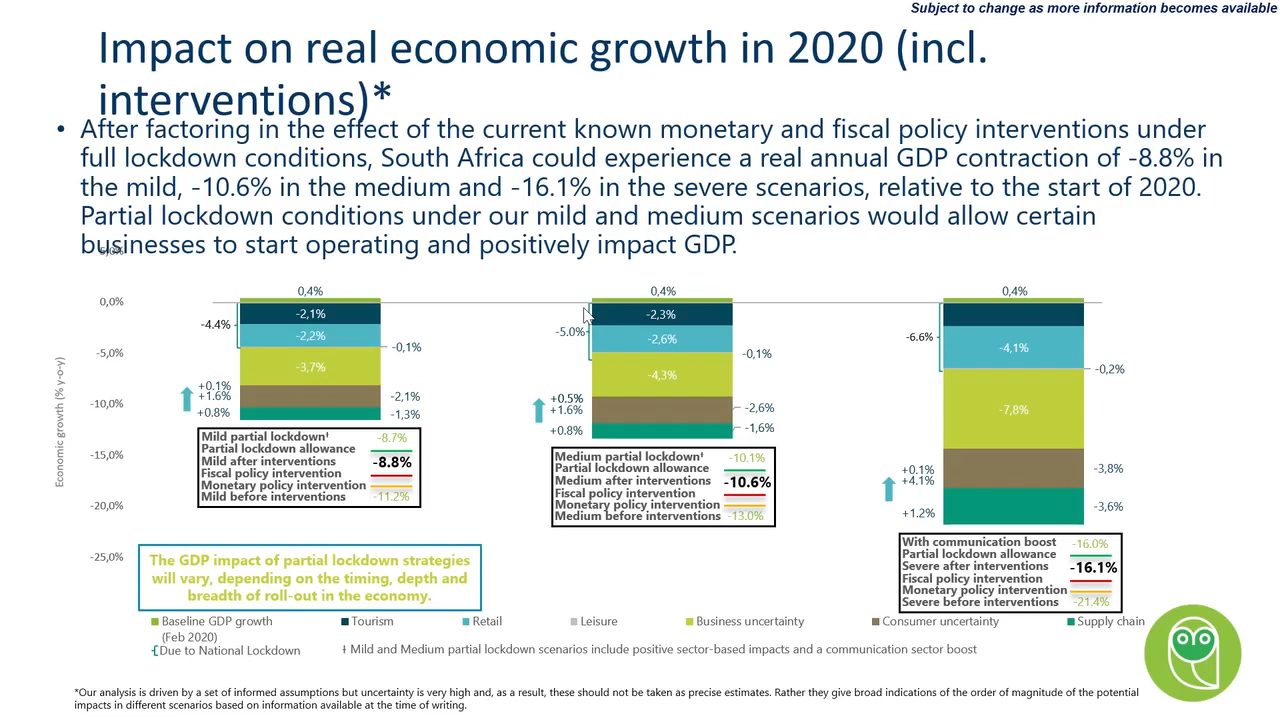 Subject to change as more information becomes available
Impact on real economic growth in 2020 (incl.
interventions)*
• After factoring in the effect of the current known monetary and fiscal policy interventions under
full lockdown conditions, South Africa could experience a real annual GDP contraction of -8.8% in
the mild, -10.6% in the medium and -16.1% in the severe scenarios, relative to the start of 2020.
Partial lockdown conditions under our mild and medium scenarios would allow certain
businesses to start operating and positively impact GDP.
5,0%
0,0%
-5,0%
-10,0%
-15,0%
-20,0%
-25,0%
Economic growth (% y-o-y)
0,4%
-2,1%
-4.4%
-2,2%
-0,1%
-3,7%
+0.1%
+1.6%
-2,1%
+0.8%
-1,3%
Mild partial lockdownǂ -8.7%
Partial lockdown allowance
Mild after interventions -8.8%
Fiscal policy intervention
Monetary policy intervention
Mild before interventions -11.2%
0,4%
-2,3%
-5.0%
-2,6%
-0,1%
-4,3%
+0.5%
+1.6%
-2,6%
+0.8%
-1,6%
Medium partial lockdownǂ -10.1%
Partial lockdown allowance
Medium after interventions -10.6%
Fiscal policy intervention
Monetary policy intervention
Medium before interventions -13.0%
0,4%
-6.6%
-4,1%
-0,2%
-7,8%
+0.1%
+4.1%
-3,8%
+1.2%
-3,6%
With communication boost -16.0%
Partial lockdown allowance
Severe after interventions -16.1%
Fiscal policy intervention
Monetary policy intervention
Severe before interventions -21.4%
The GDP impact of partial lockdown strategies
will vary, depending on the timing, depth and
breadth of roll-out in the economy.
Baseline GDP growth
(Feb 2020)
Tourism
Retail
Leisure
Business uncertainty
Consumer uncertainty
Supply chain
Due to National Lockdown
ǂ Mild and Medium partial lockdown scenarios include positive sector-based impacts and a communication sector boost
*Our analysis is driven by a set of informed assumptions but uncertainty is very high and, as a result, these should not be taken as precise estimates. Rather they give broad indications of the order of magnitude of the potential
impacts in different scenarios based on information available at the time of writing.